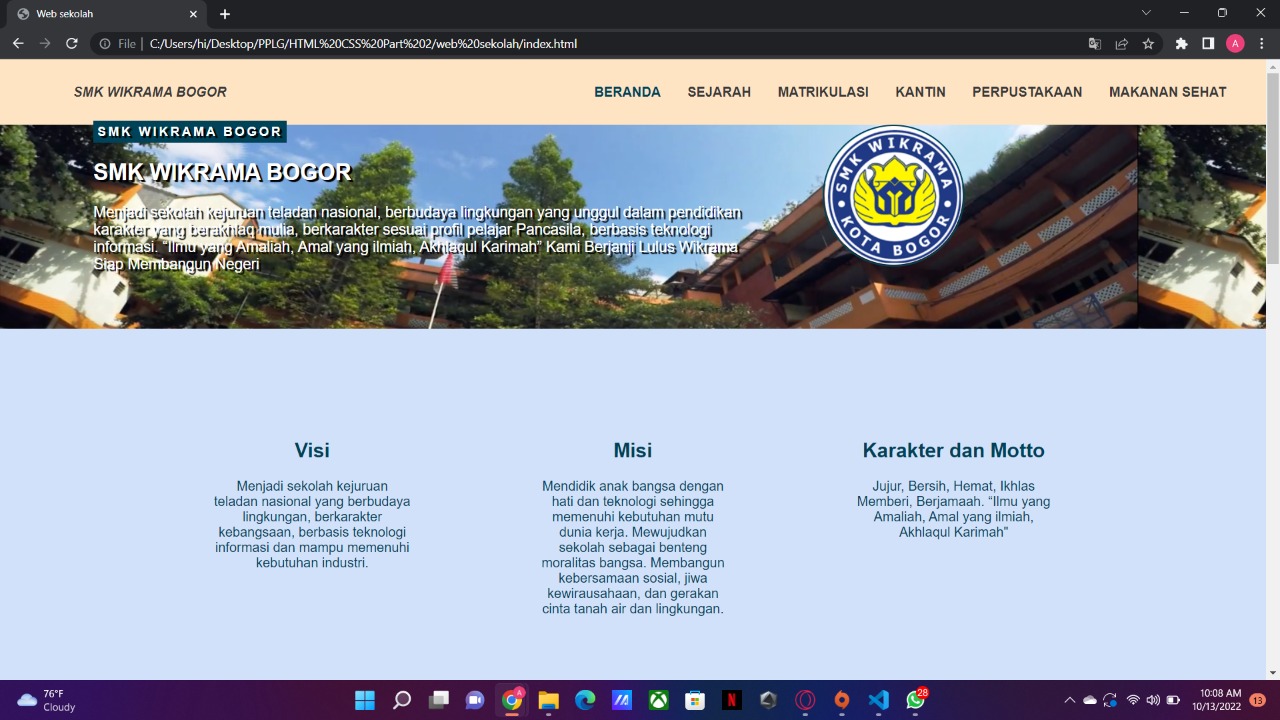 Web sekolah
File | C:/Users/hi/Desktop/PPLG/HTML%20CSS%20Part%202/web%20sekolah/index.html
A
SMK WIKRAMA BOGOR
BERANDA SEJARAH MATRIKULASI KANTIN PERPUSTAKAAN MAKANAN SEHAT
SMK WIKRAMA BOGOR
SMK WIKRAMA BOGOR
Menjadi sekolah kejuruan teladan nasional, berbudaya lingkungan yang unggul dalam pendidikan
karakter yang berakhlaq mulia, berkarakter sesuai profil pelajar Pancasila, berbasis teknologi
informasi. “Ilmu yang Amaliah, Amal yang ilmiah, Akhlaqul Karimah” Kami Berjanji Lulus Wikrama
Siap Membangun Negeri
SMK WIKRAMA
KOTA BOGOR
Visi
Menjadi sekolah kejuruan
teladan nasional yang berbudaya
lingkungan, berkarakter
kebangsaan, berbasis teknologi
informasi dan mampu memenuhi
kebutuhan industri.
Misi
Mendidik anak bangsa dengan
hati dan teknologi sehingga
memenuhi kebutuhan mutu
dunia kerja. Mewujudkan
sekolah sebagai benteng
moralitas bangsa. Membangun
kebersamaan sosial, jiwa
kewirausahaan, dan gerakan
cinta tanah air dan lingkungan.
Karakter dan Motto
Jujur, Bersih, Hemat, Ikhlas
Memberi, Berjamaah. “Ilmu yang
Amaliah, Amal yang ilmiah,
Akhlaqul Karimah"
76°F
Cloudy
A
N
28
10:08 AM
10/13/2022
13